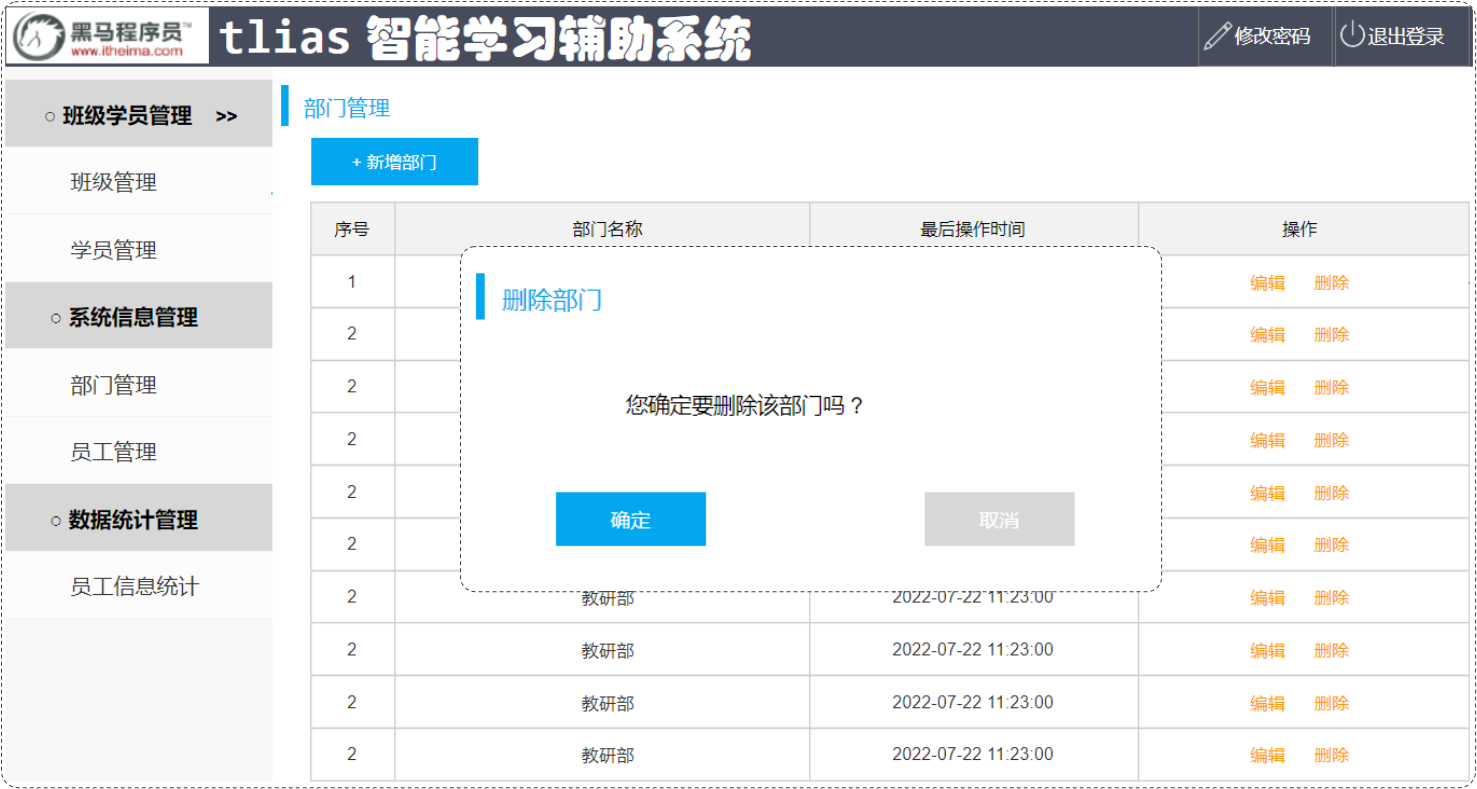 黑马程序员™
www.itheima.com
tlias 智能学习辅助系统
修改密码
退出登录
班级学员管理 >>
班级管理
学员管理
系统信息管理
部门管理
员工管理
数据统计管理
员工信息统计
部门管理
+ 新增部门
序号 部门名称 最后操作时间 操作
1 编辑 删除
2 编辑 删除
2 编辑 删除
2 编辑 删除
2 编辑 删除
2 编辑 删除
2 教研部 2022-07-22 11:23:00 编辑 删除
2 教研部 2022-07-22 11:23:00 编辑 删除
2 教研部 2022-07-22 11:23:00 编辑 删除
2 教研部 2022-07-22 11:23:00 编辑 删除
删除部门
您确定要删除该部门吗？
确定
取消